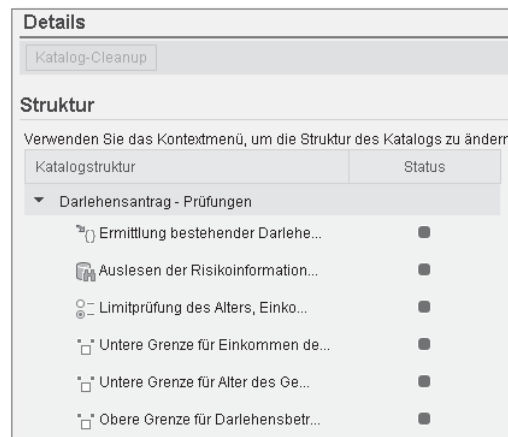 Details
Katalog-Cleanup
Struktur
Verwenden Sie das Kontextmenü, um die Struktur des Katalogs zu änder
Katalogstruktur Status
Darlehensantrag - Prüfungen
Ermittlung bestehender Darlehe...
Auslesen der Risikoinformation...
Limitprüfung des Alters, Einko...
Untere Grenze für Einkommen de...
Untere Grenze für Alter des Ge...
Obere Grenze für Darlehensbetr...